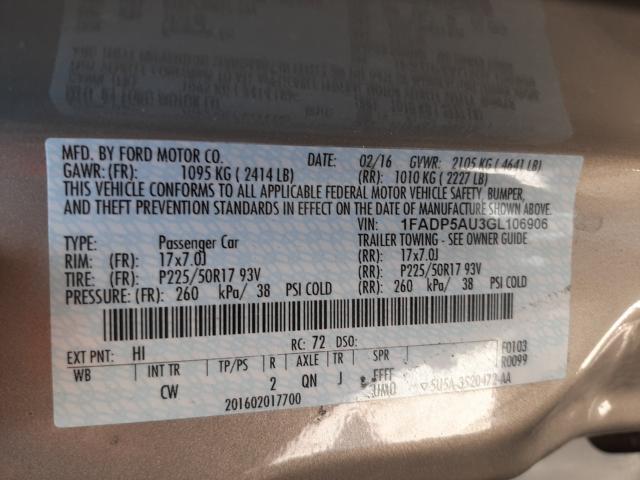 MFD. BY FORD MOTOR CO. DATE: 02/16 GVWR: 2105 KG ( 4641 LB)
GAWR: (FR): 1095 KG ( 2414 LB) (RR): 1010 KG ( 2227 LB)
THIS VEHICLE CONFORMS TO ALL APPLICABLE FEDERAL MOTOR VEHICLE SAFETY, BUMPER,
AND THEFT PREVENTION STANDARDS IN EFFECT ON THE DATE OF MANUFACTURE SHOWN ABOVE.
VIN: 1FADP5AU3GL106906
TYPE: Passenger Car TRAILER TOWING - SEE OWNER GUIDE
RIM: (FR): 17x7.0J (RR): 17x7.0J
TIRE: (FR): P225/50R17 93V (RR): P225/50R17 93V
PRESSURE: (FR): 260 kPa/ 38 PSI COLD (RR): 260 kPa/ 38 PSI COLD
EXT PNT: HI RC: 72 DSO: F0103
WB INT TR TP/PS R AXLE TR SPR R0099
CW 2 QN J FFFF
UMO
201602017700